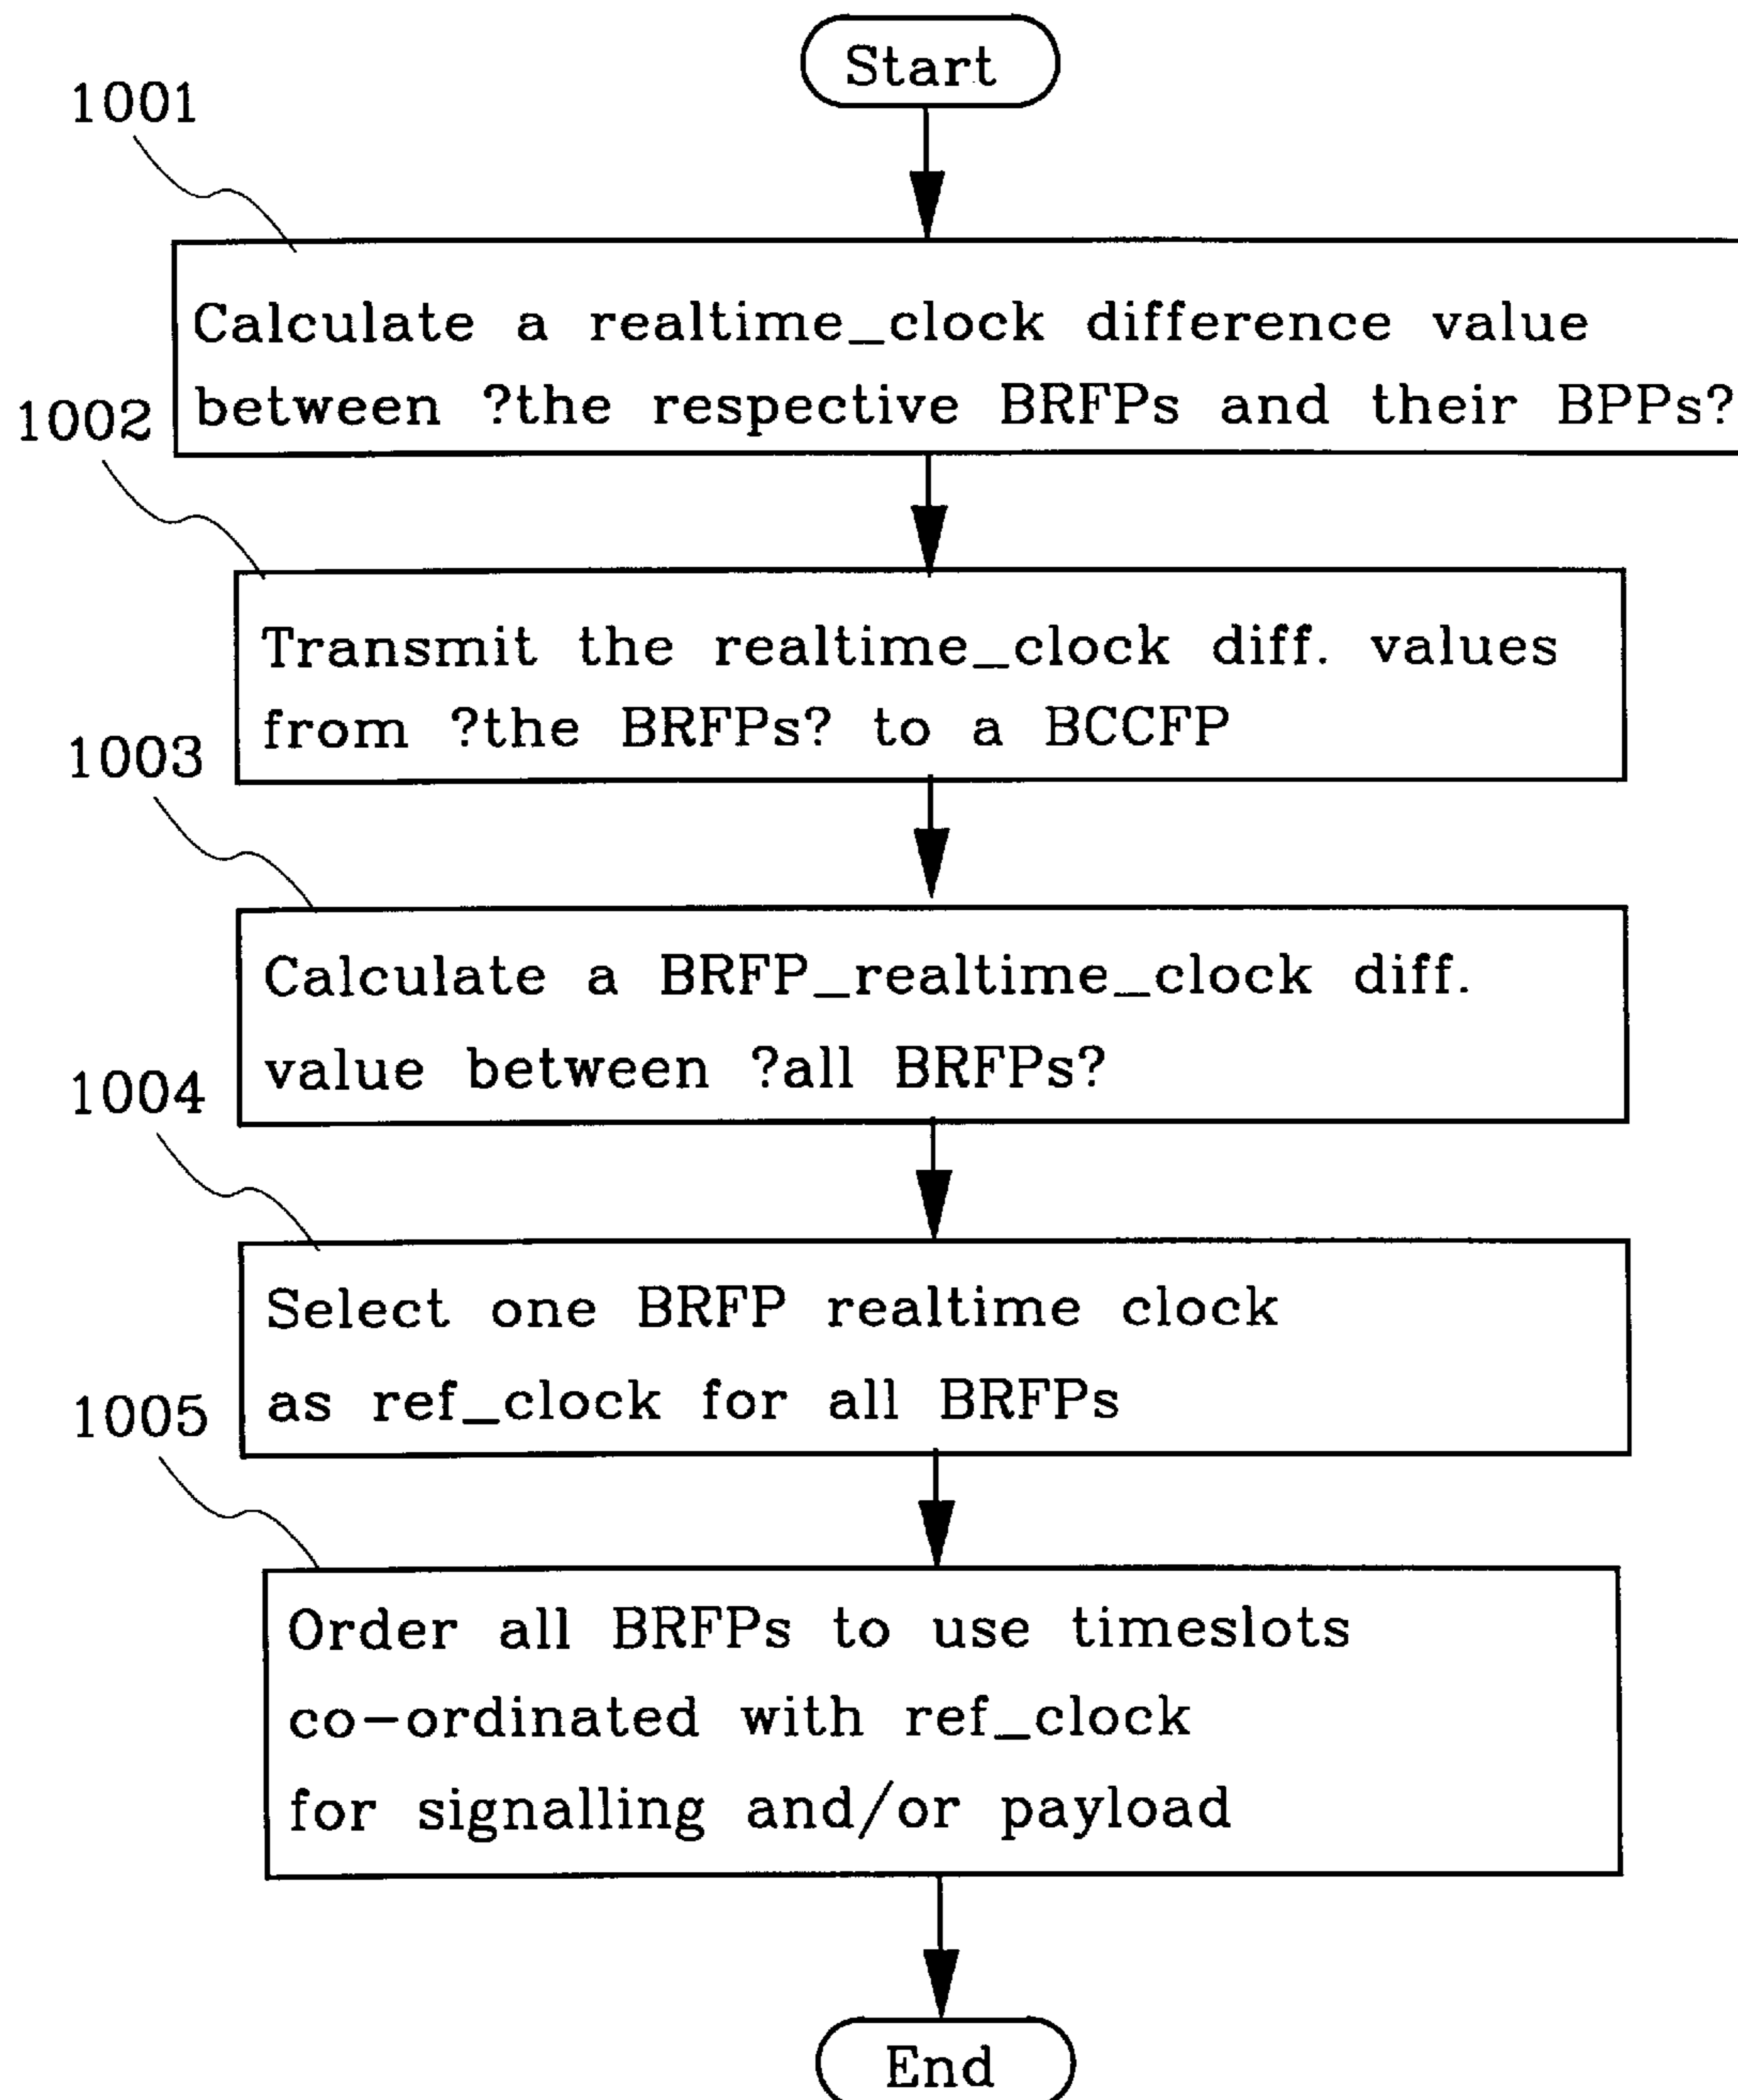 Start
1001
Calculate a realtime_clock difference value
between ?the respective BRFPs and their BPPs?
1002
Transmit the realtime_clock diff. values
from ?the BRFPs? to a BCCFP
1003
Calculate a BRFP_realtime_clock diff.
value between ?all BRFPs?
1004
Select one BRFP realtime clock
as ref_clock for all BRFPs
1005
Order all BRFPs to use timeslots
co-ordinated with ref_clock
for signalling and/or payload
End